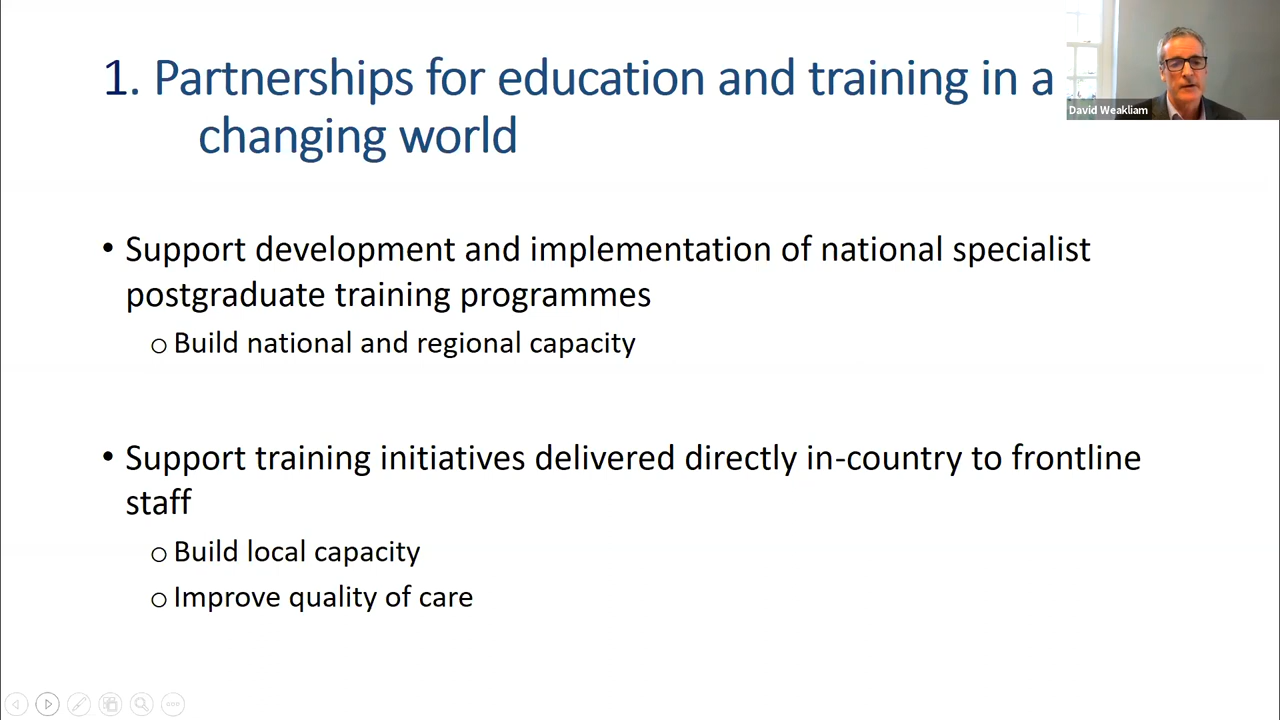 1. Partnerships for education and training in a
changing world
David Weakliam
• Support development and implementation of national specialist
postgraduate training programmes
o Build national and regional capacity
• Support training initiatives delivered directly in-country to frontline
staff
o Build local capacity
o Improve quality of care